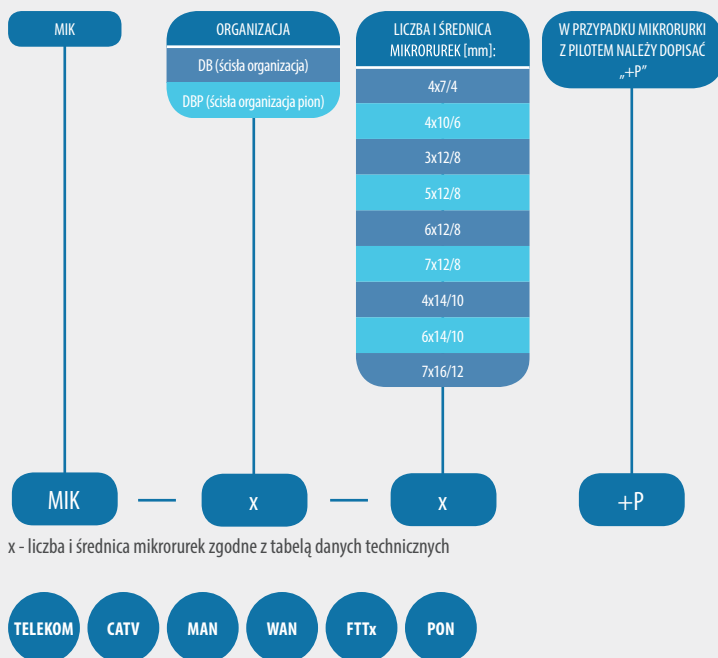 MIK
ORGANIZACJA
DB (ścisła organizacja)
DBP (ścisła organizacja pion)
LICZBA I ŚREDNICA
MIKRORUREK [mm]:
4x7/4
4x10/6
3x12/8
5x12/8
6x12/8
7x12/8
4x14/10
6x14/10
7x16/12
W PRZYPADKU MIKRORURKI
Z PILOTEM NALEŻY DOPISAĆ
„+P”
MIK — x — x +P
x - liczba i średnica mikrorurek zgodne z tabelą danych technicznych
TELEKOM CATV MAN WAN FTTx PON